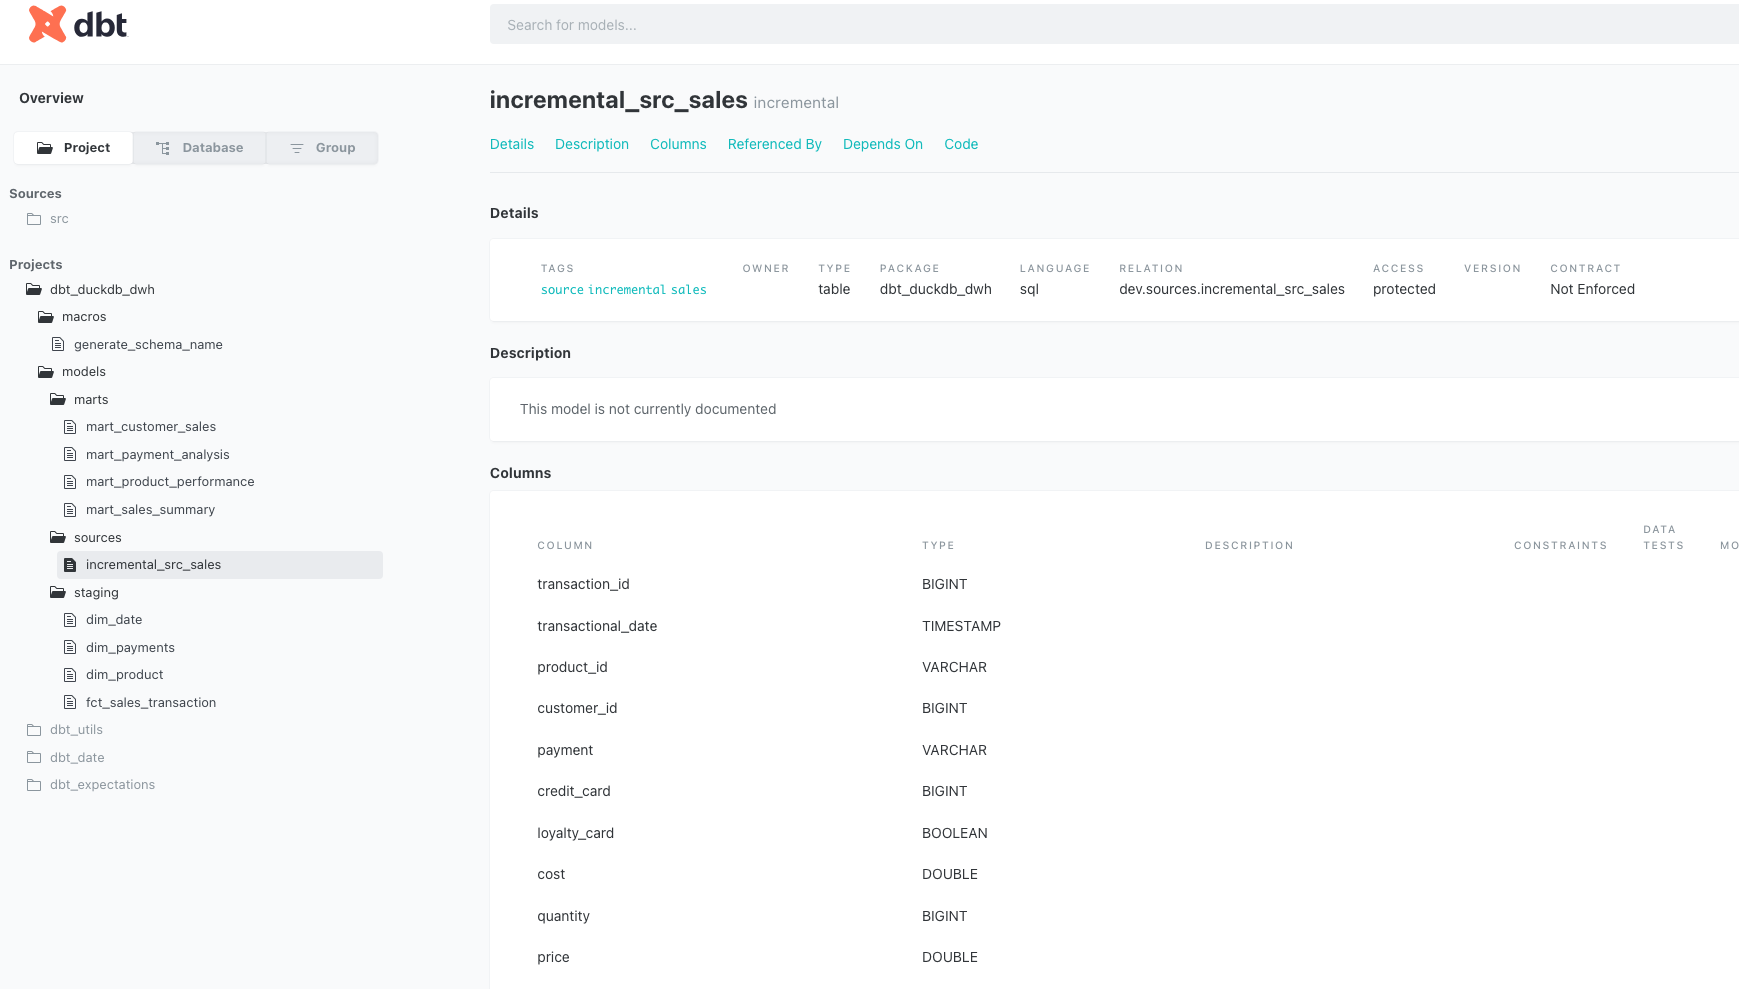 dbt
Search for models...
Overview
Project Database Group
Sources
src
Projects
dbt_duckdb_dwh
macros
generate_schema_name
models
marts
mart_customer_sales
mart_payment_analysis
mart_product_performance
mart_sales_summary
sources
incremental_src_sales
staging
dim_date
dim_payments
dim_product
fct_sales_transaction
dbt_utils
dbt_date
dbt_expectations
incremental_src_sales incremental
Details Description Columns Referenced By Depends On Code
Details
TAGS OWNER TYPE PACKAGE LANGUAGE RELATION ACCESS VERSION CONTRACT
source incremental sales table dbt_duckdb_dwh sql dev.sources.incremental_src_sales protected Not Enforced
Description
This model is not currently documented
Columns
COLUMN TYPE DESCRIPTION CONSTRAINTS DATA TESTS MO
transaction_id BIGINT
transactional_date TIMESTAMP
product_id VARCHAR
customer_id BIGINT
payment VARCHAR
credit_card BIGINT
loyalty_card BOOLEAN
cost DOUBLE
quantity BIGINT
price DOUBLE